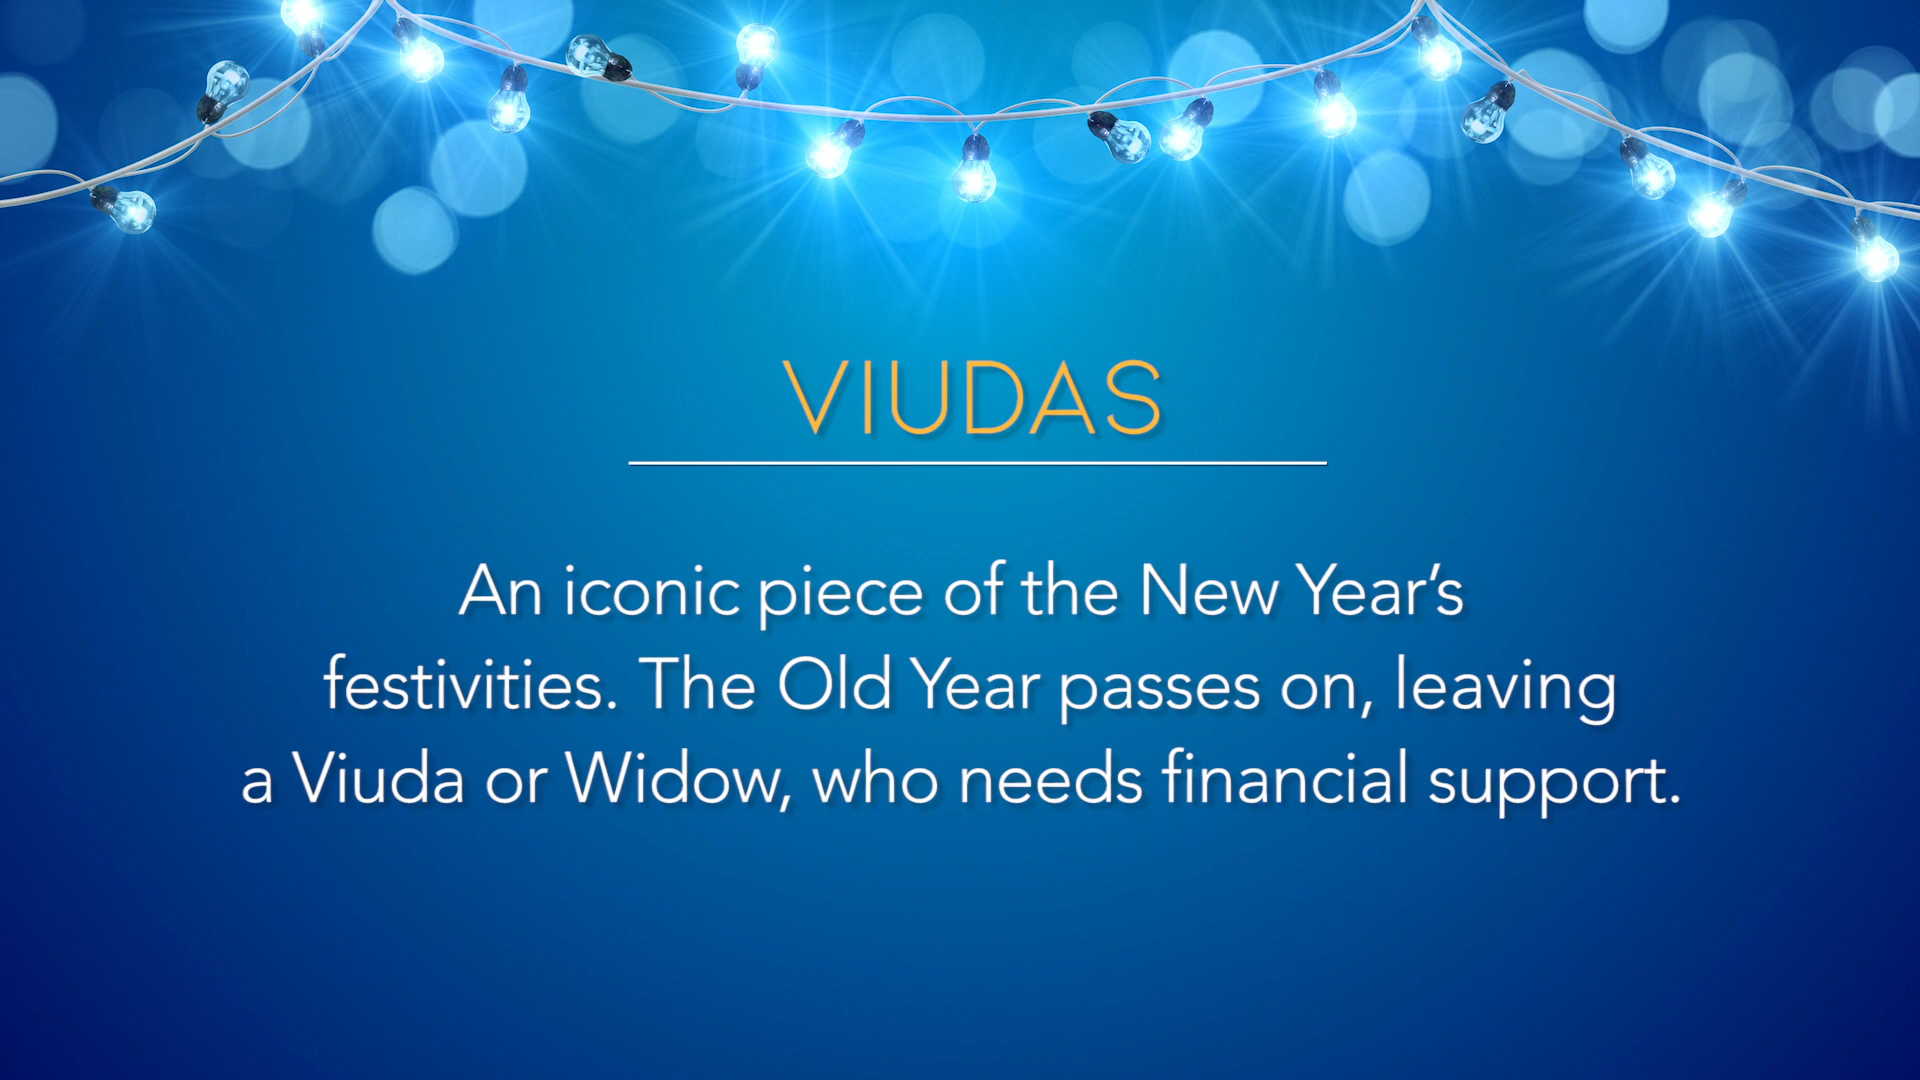 VIUDAS
An iconic piece of the New Year’s
festivities. The Old Year passes on, leaving
a Viuda or Widow, who needs financial support.